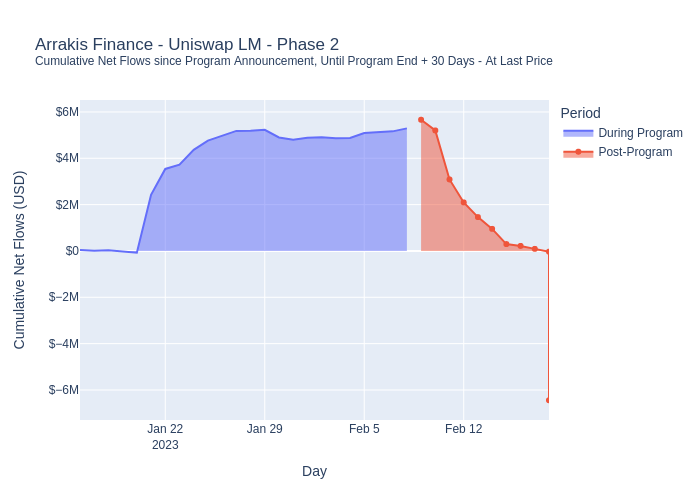 Arrakis Finance - Uniswap LM - Phase 2
Cumulative Net Flows since Program Announcement, Until Program End + 30 Days - At Last Price
Period
During Program
Post-Program
Cumulative Net Flows (USD)
$6M
$4M
$2M
$0
$−2M
$−4M
$−6M
Jan 22
2023
Jan 29
Feb 5
Feb 12
Day